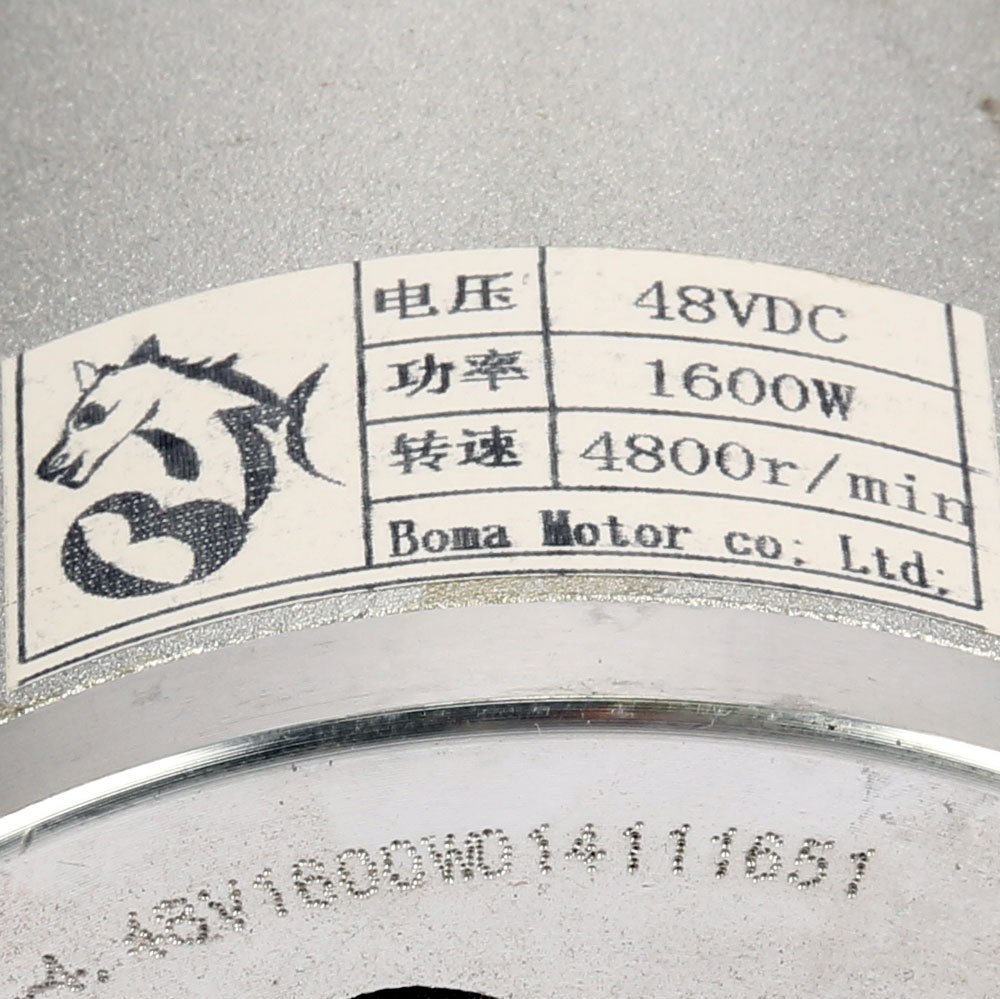 电压 48VDC
功率 1600W
转速 4800r/min
Boma Motor co: Ltd;
A. 48V1600W014111651